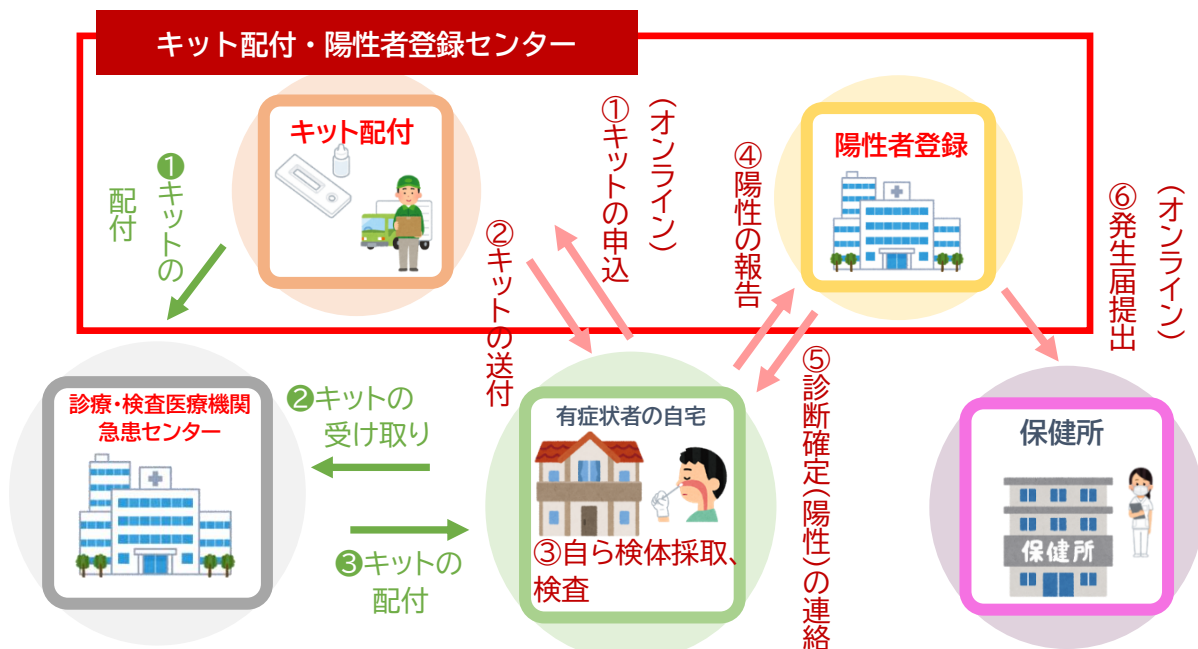 キット配付・陽性者登録センター
キット配付
陽性者登録
❶キットの
配付
②キットの送付
①キットの申込
(オンライン)
④陽性の報告
⑤診断確定(陽性)の連絡
⑥発生届提出
(オンライン)
診療・検査医療機関
急患センター
❷キットの
受け取り
❸キットの
配付
有症状者の自宅
③自ら検体採取、
検査
保健所
保健所